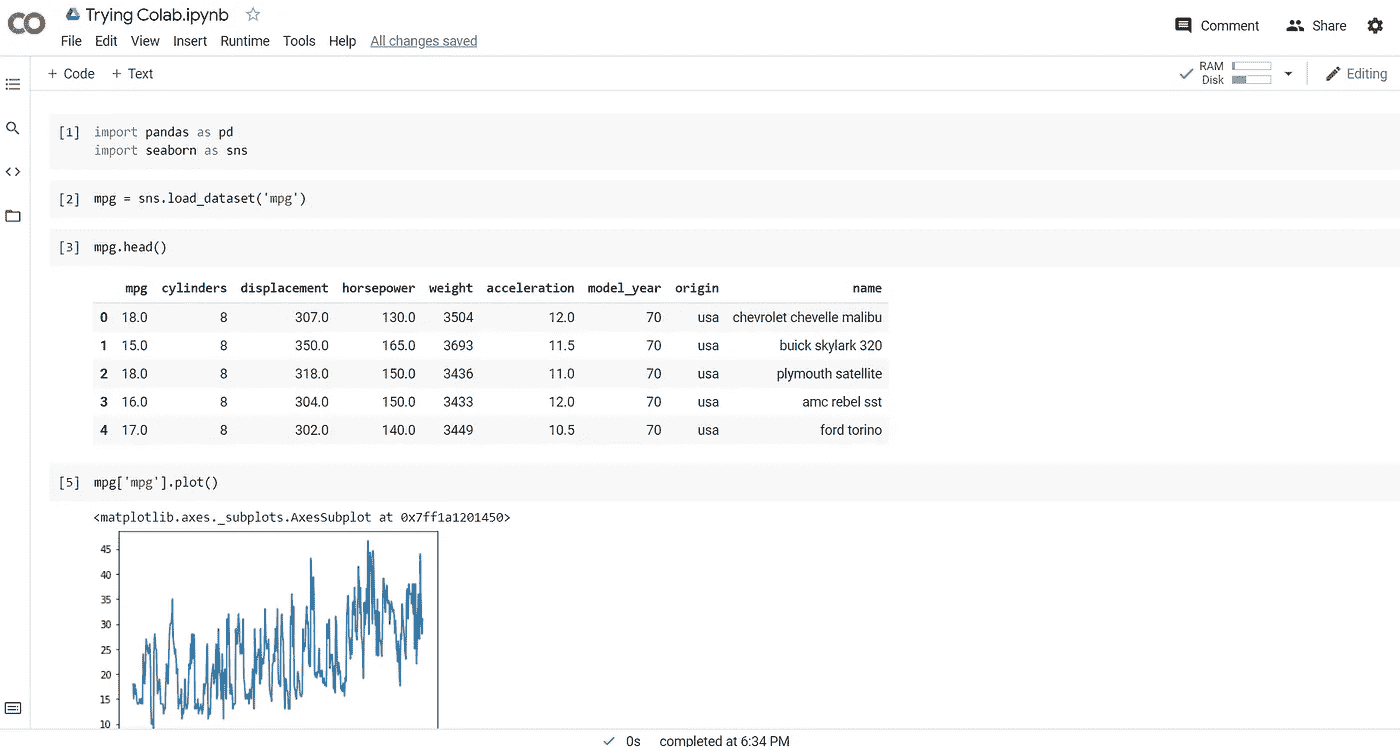 CO Trying Colab.ipynb
File Edit View Insert Runtime Tools Help All changes saved
Comment Share
+ Code + Text
RAM
Disk
Editing
[1] import pandas as pd
import seaborn as sns
[2] mpg = sns.load_dataset('mpg')
[3] mpg.head()
mpg cylinders displacement horsepower weight acceleration model_year origin name
0 18.0 8 307.0 130.0 3504 12.0 70 usa chevrolet chevelle malibu
1 15.0 8 350.0 165.0 3693 11.5 70 usa buick skylark 320
2 18.0 8 318.0 150.0 3436 11.0 70 usa plymouth satellite
3 16.0 8 304.0 150.0 3433 12.0 70 usa amc rebel sst
4 17.0 8 302.0 140.0 3449 10.5 70 usa ford torino
[5] mpg['mpg'].plot()
<matplotlib.axes._subplots.AxesSubplot at 0x7ff1a1201450>
45
40
35
30
25
20
15
10
0s completed at 6:34 PM